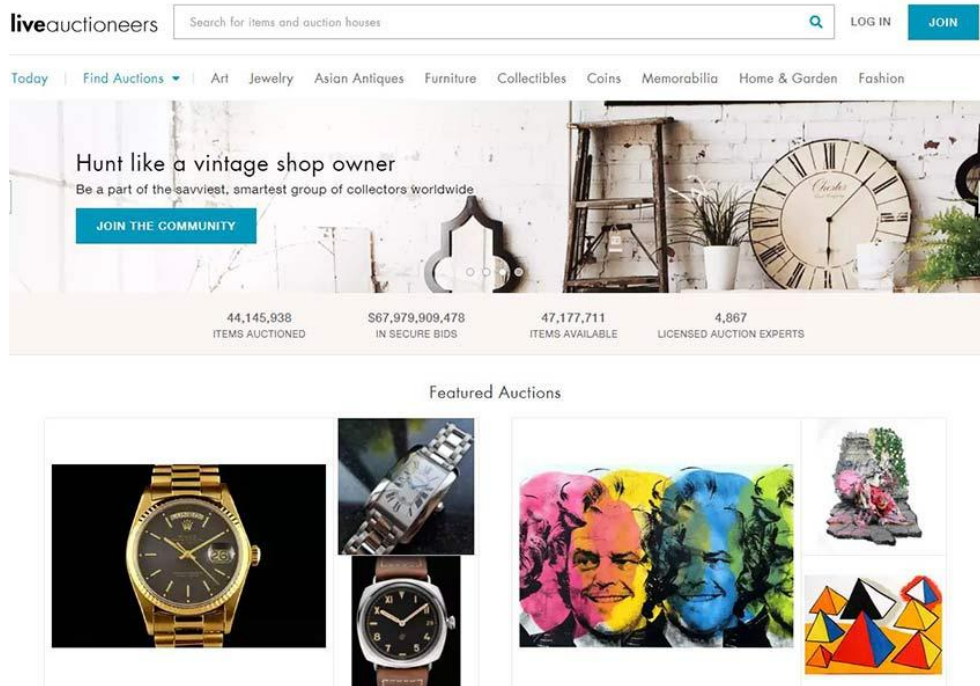 liveauctioneers
Search for items and auction houses
LOG IN
JOIN
Today Find Auctions Art Jewelry Asian Antiques Furniture Collectibles Coins Memorabilia Home & Garden Fashion
Hunt like a vintage shop owner
Be a part of the savviest, smartest group of collectors worldwide
JOIN THE COMMUNITY
44,145,938 $67,979,909,478 47,177,711 4,867
ITEMS AUCTIONED IN SECURE BIDS ITEMS AVAILABLE LICENSED AUCTION EXPERTS
Featured Auctions